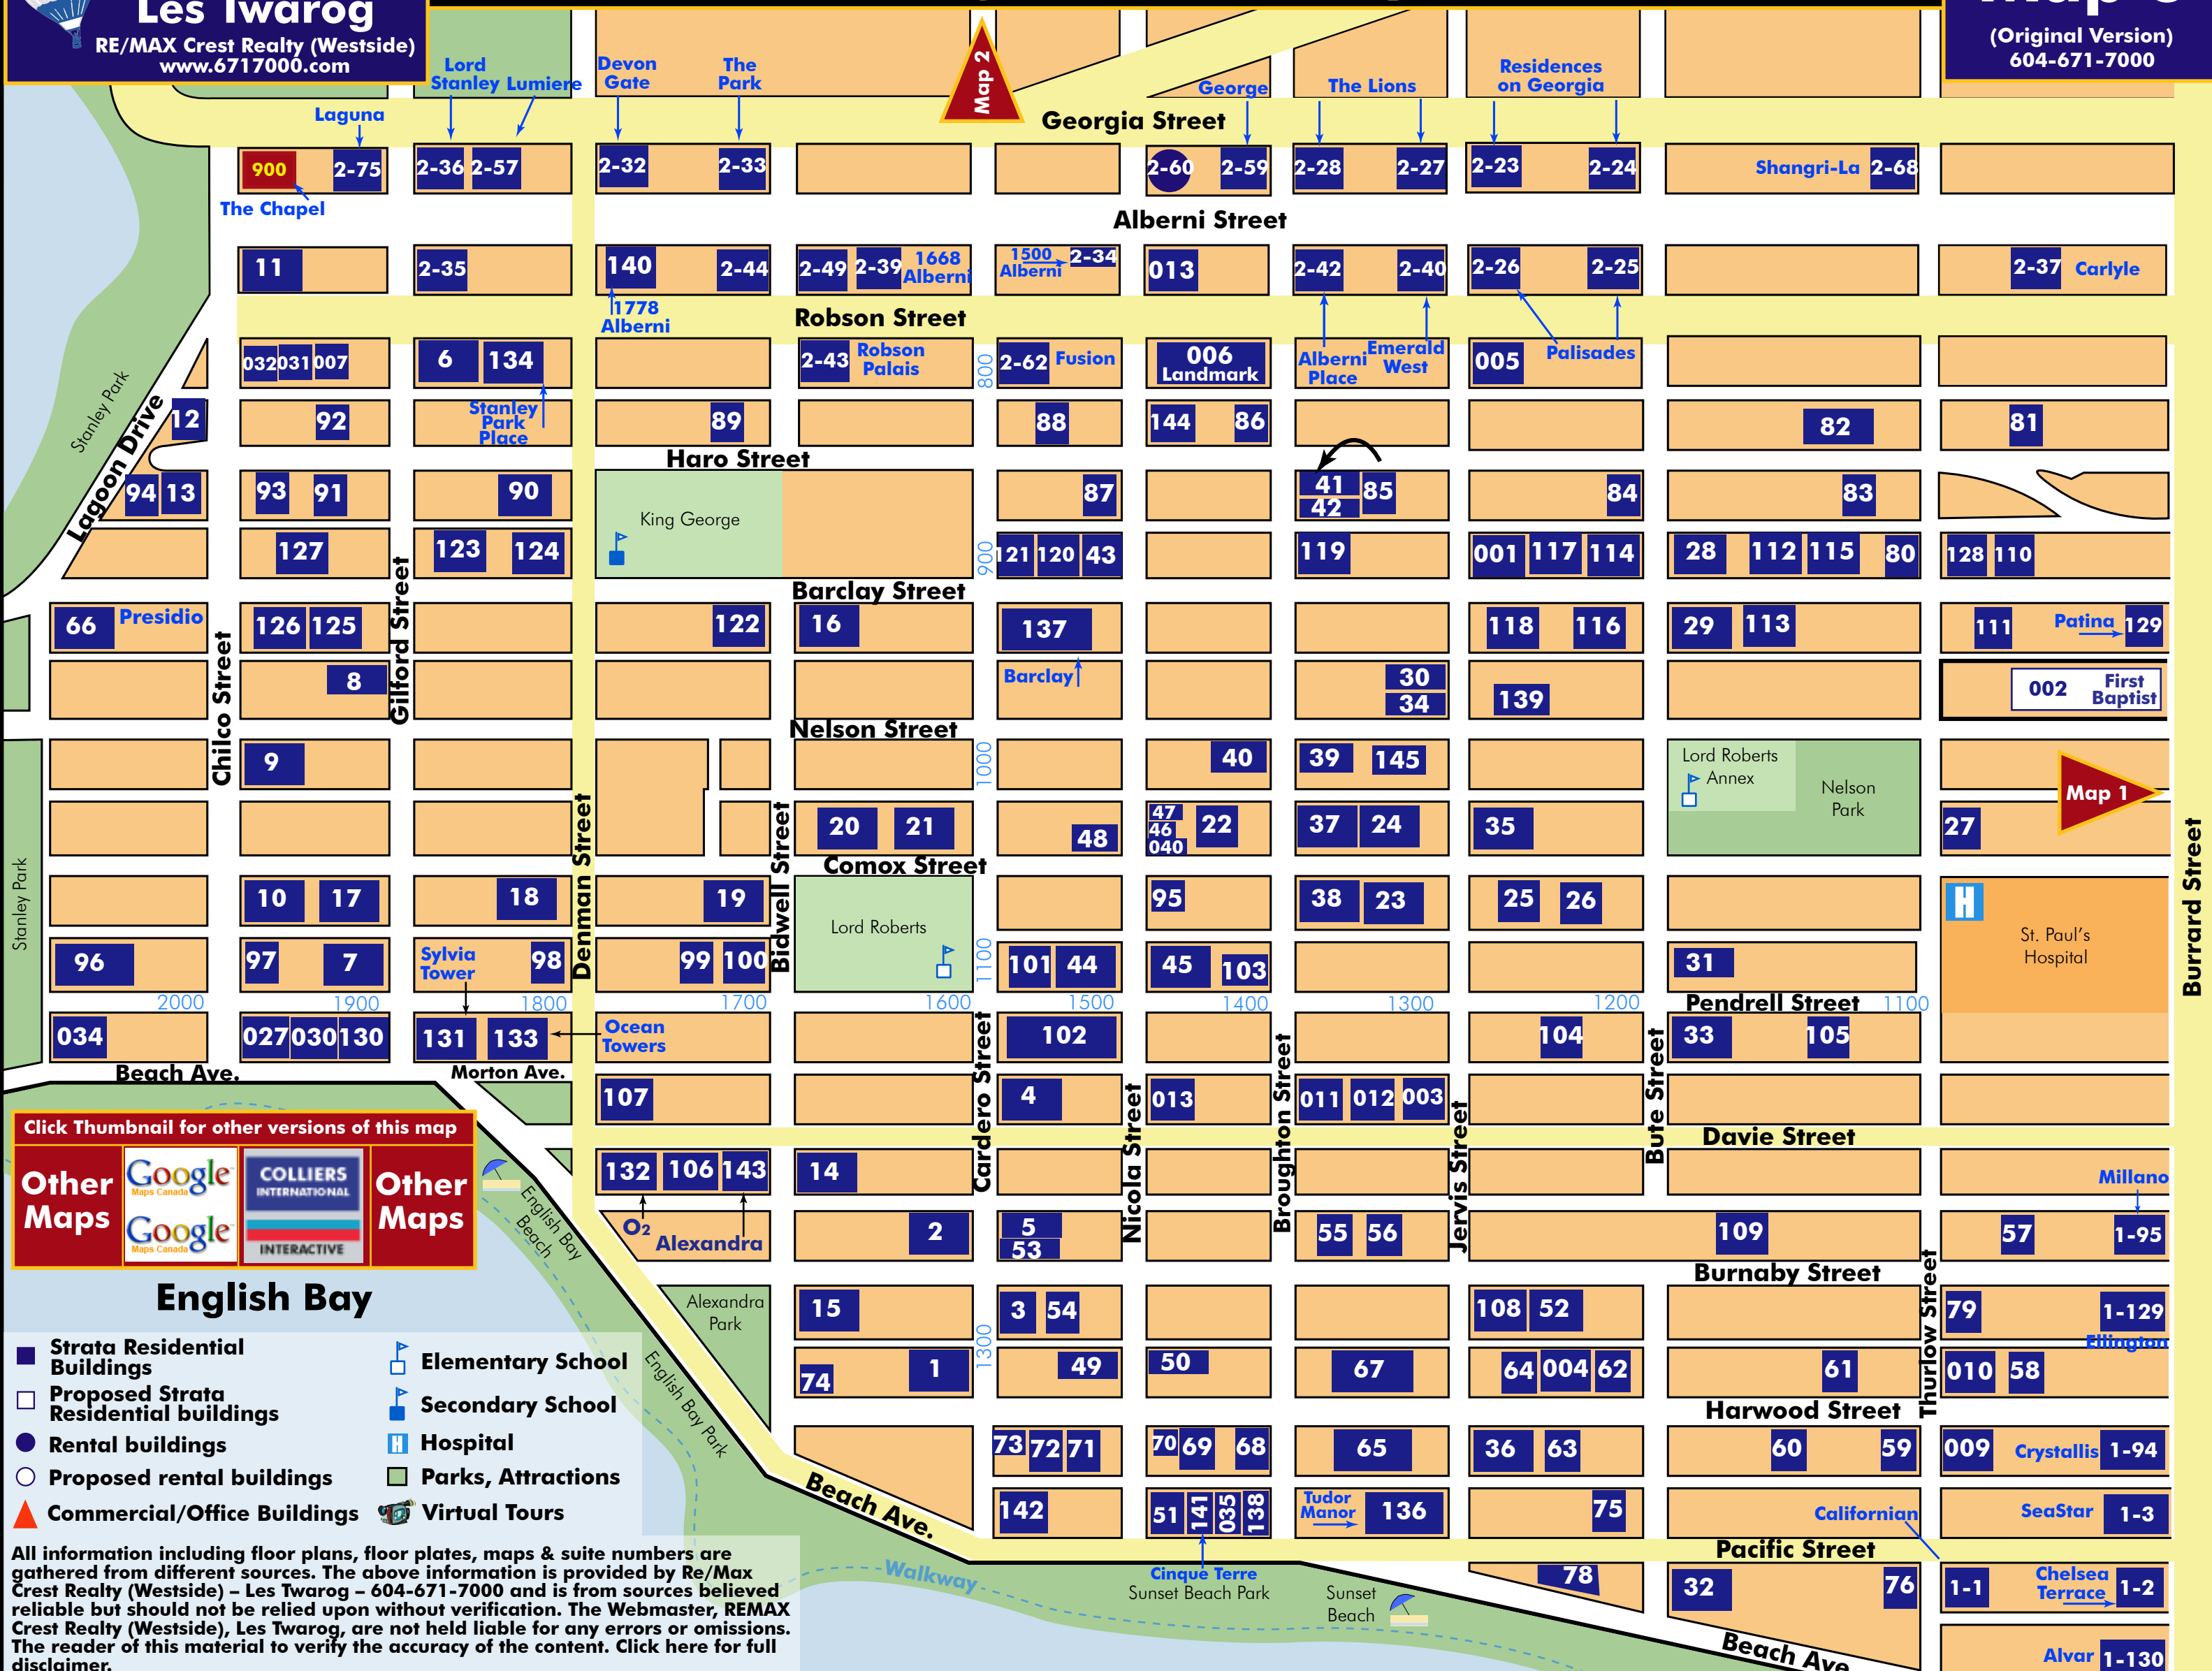 Les Twarog
RE/MAX Crest Realty (Westside)
www.6717000.com
(Original Version)
604-671-7000
Map 2
Lord
Stanley
Lumiere
Devon
Gate
The
Park
George
The Lions
Residences
on Georgia
Laguna
Georgia Street
900
2-75
2-36
2-57
2-32
2-33
2-60
2-59
2-28
2-27
2-23
2-24
Shangri-La
2-68
The Chapel
Alberni Street
11
2-35
140
2-44
2-49
2-39
1668
Alberni
1500
Alberni
2-34
013
2-42
2-40
2-26
2-25
2-37
Carlyle
1778
Alberni
Robson Street
032
031
007
6
134
2-43
Robson
Palais
800
2-62
Fusion
006
Landmark
Alberni
Place
Emerald
West
005
Palisades
Stanley Park
Lagoon Drive
12
92
Stanley
Park
Place
89
88
144
86
82
81
Haro Street
94
13
93
91
90
King George
87
41
42
85
84
83
127
123
124
900
121
120
43
119
001
117
114
28
112
115
80
128
110
Barclay Street
66
Presidio
Chilco Street
126
125
Gilford Street
122
16
137
118
116
29
113
111
Patina
129
8
Barclay
30
34
139
002
First
Baptist
Nelson Street
9
1000
40
39
145
Lord Roberts
Annex
Nelson
Park
Map 1
Denman Street
Bidwell Street
20
21
48
47
46
040
22
37
24
35
27
Burrard Street
Comox Street
Stanley Park
10
17
18
19
Lord Roberts
95
38
23
25
26
St. Paul's
Hospital
H
96
97
7
Sylvia
Tower
98
99
100
1100
101
44
45
103
31
2000
1900
1800
1700
1600
1500
1400
1300
1200
Pendrell Street
1100
034
027
030
130
131
133
Ocean
Towers
Cardero Street
102
104
Bute Street
33
105
Beach Ave.
Morton Ave.
107
4
Nicola Street
013
Broughton Street
011
012
003
Jervis Street
Davie Street
Click Thumbnail for other versions of this map
Other
Maps
Google
Maps Canada
Google
Maps Canada
COLLIERS
INTERNATIONAL
INTERACTIVE
Other
Maps
English Bay
Beach
132
106
143
14
Millano
O2
Alexandra
2
5
53
55
56
109
57
1-95
Burnaby Street
English Bay
Alexandra
Park
15
1300
3
54
108
52
Thurlow Street
79
1-129
Ellington
English Bay Park
74
1
49
50
67
64
004
62
61
010
58
Harwood Street
73
72
71
70
69
68
65
36
63
60
59
009
Crystallis
1-94
Beach Ave.
142
51
141
035
138
Tudor
Manor
136
75
Californian
SeaStar
1-3
Pacific Street
Walkway
Cinque Terre
Sunset Beach Park
Sunset
Beach
78
32
76
1-1
Chelsea
Terrace
1-2
Beach Ave
Alvar
1-130
Strata Residential
Buildings
Proposed Strata
Residential buildings
Rental buildings
Proposed rental buildings
Commercial/Office Buildings
Elementary School
Secondary School
H
Hospital
Parks, Attractions
Virtual Tours
All information including floor plans, floor plates, maps & suite numbers are
gathered from different sources. The above information is provided by Re/Max
Crest Realty (Westside) – Les Twarog – 604-671-7000 and is from sources believed
reliable but should not be relied upon without verification. The Webmaster, REMAX
Crest Realty (Westside), Les Twarog, are not held liable for any errors or omissions.
The reader of this material to verify the accuracy of the content. Click here for full
disclaimer.